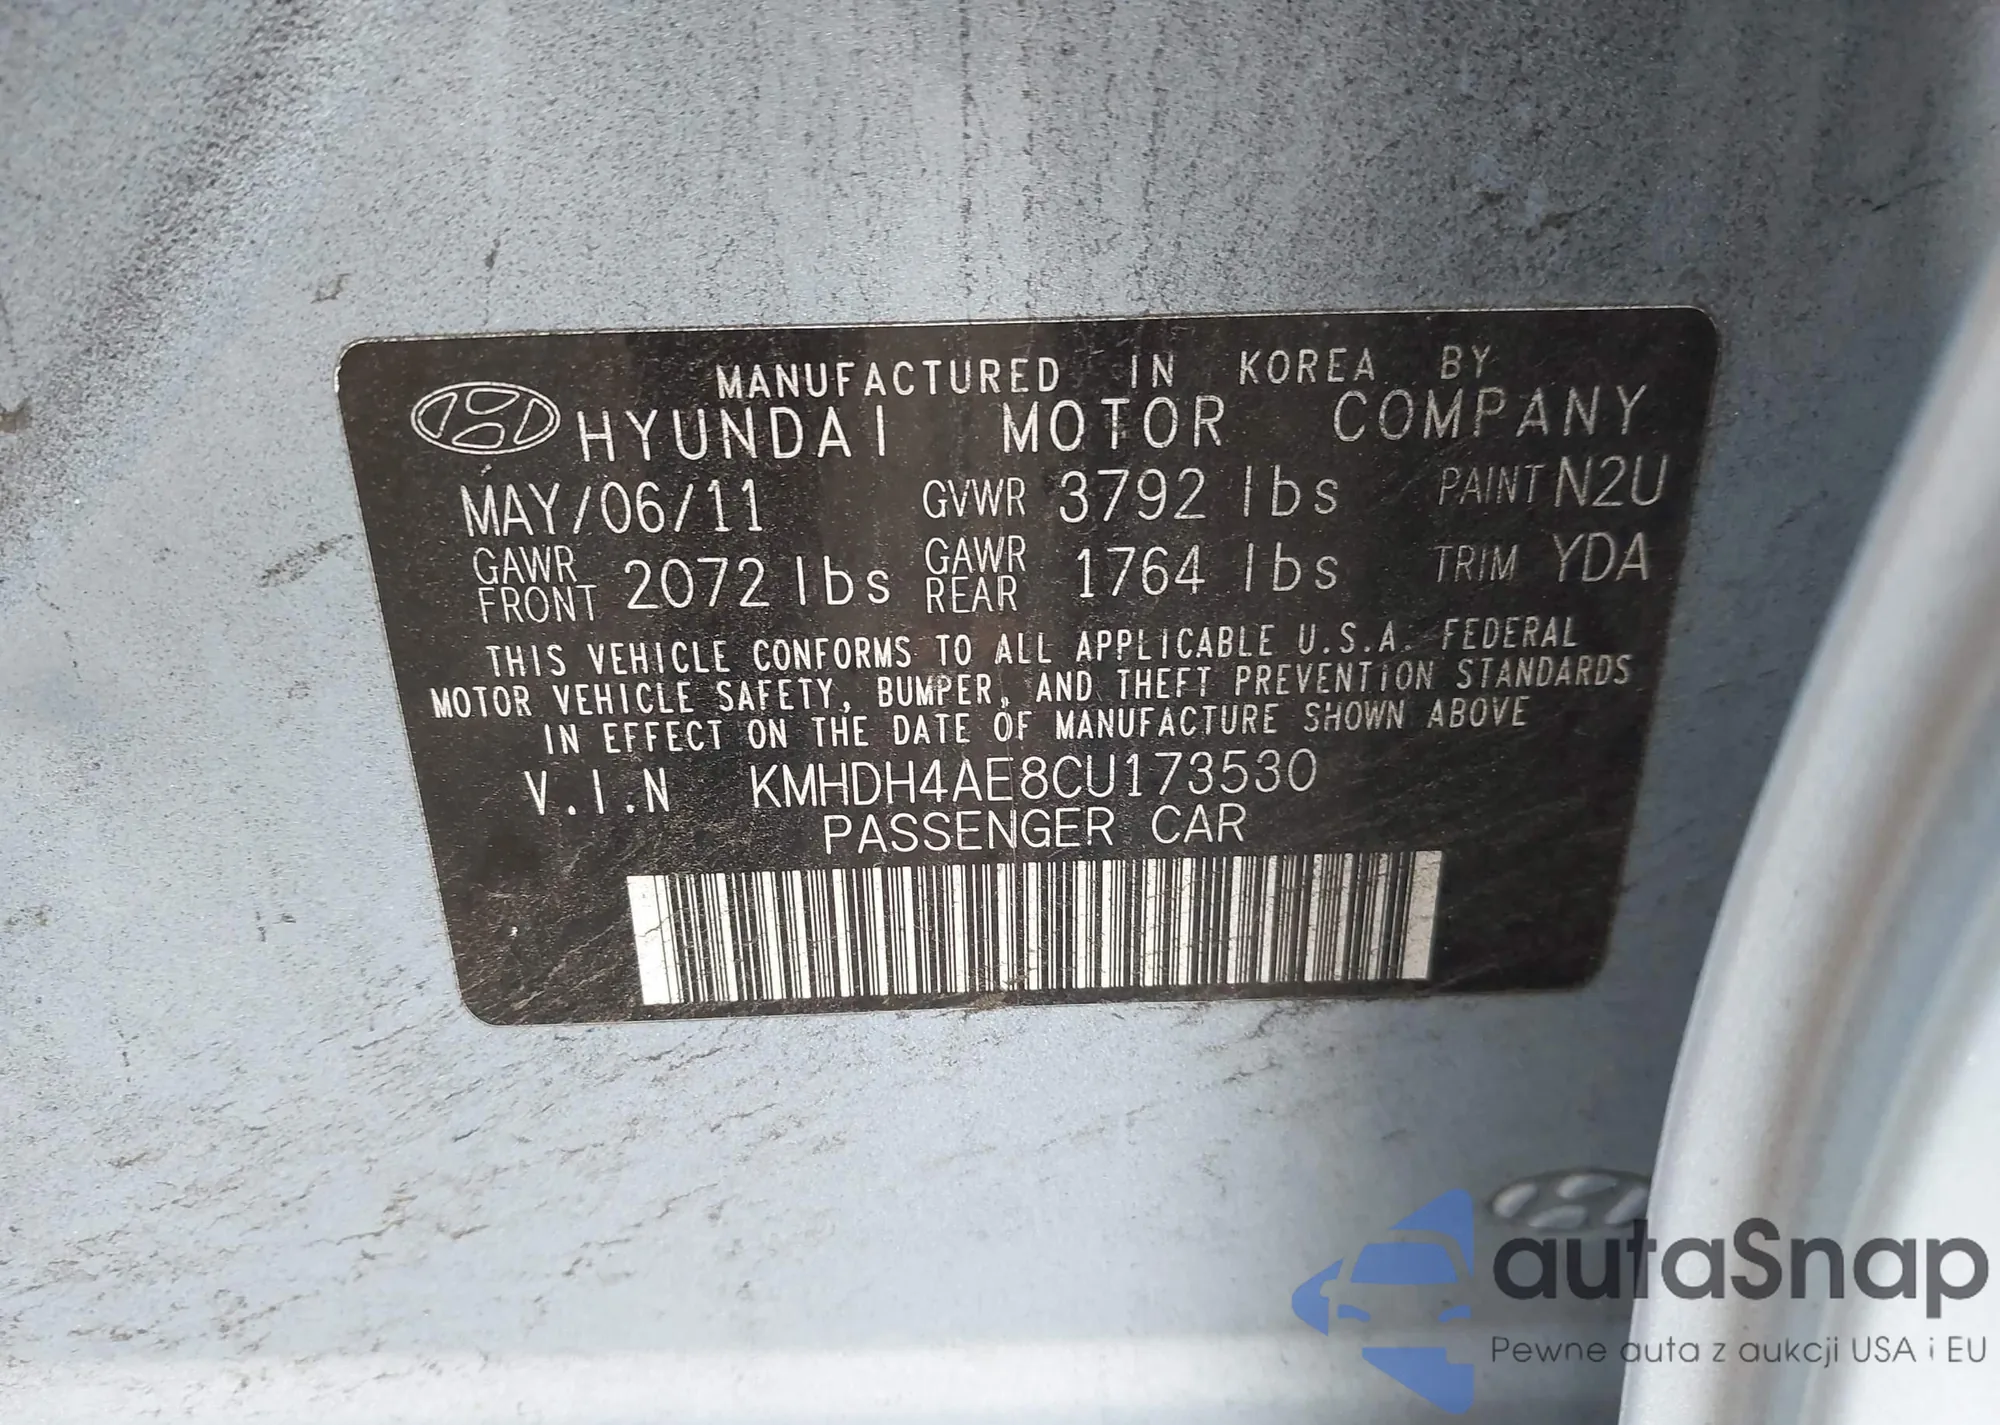 MANUFACTURED IN KOREA BY
HYUNDAI MOTOR COMPANY
MAY/06/11 GVWR 3792 lbs PAINT N2U
GAWR FRONT 2072 lbs GAWR REAR 1764 lbs TRIM YDA
THIS VEHICLE CONFORMS TO ALL APPLICABLE U.S.A. FEDERAL
MOTOR VEHICLE SAFETY, BUMPER, AND THEFT PREVENTION STANDARDS
IN EFFECT ON THE DATE OF MANUFACTURE SHOWN ABOVE
V.I.N KMHDH4AE8CU173530
PASSENGER CAR
autaSnap
Pewne auta z aukcji USA i EU